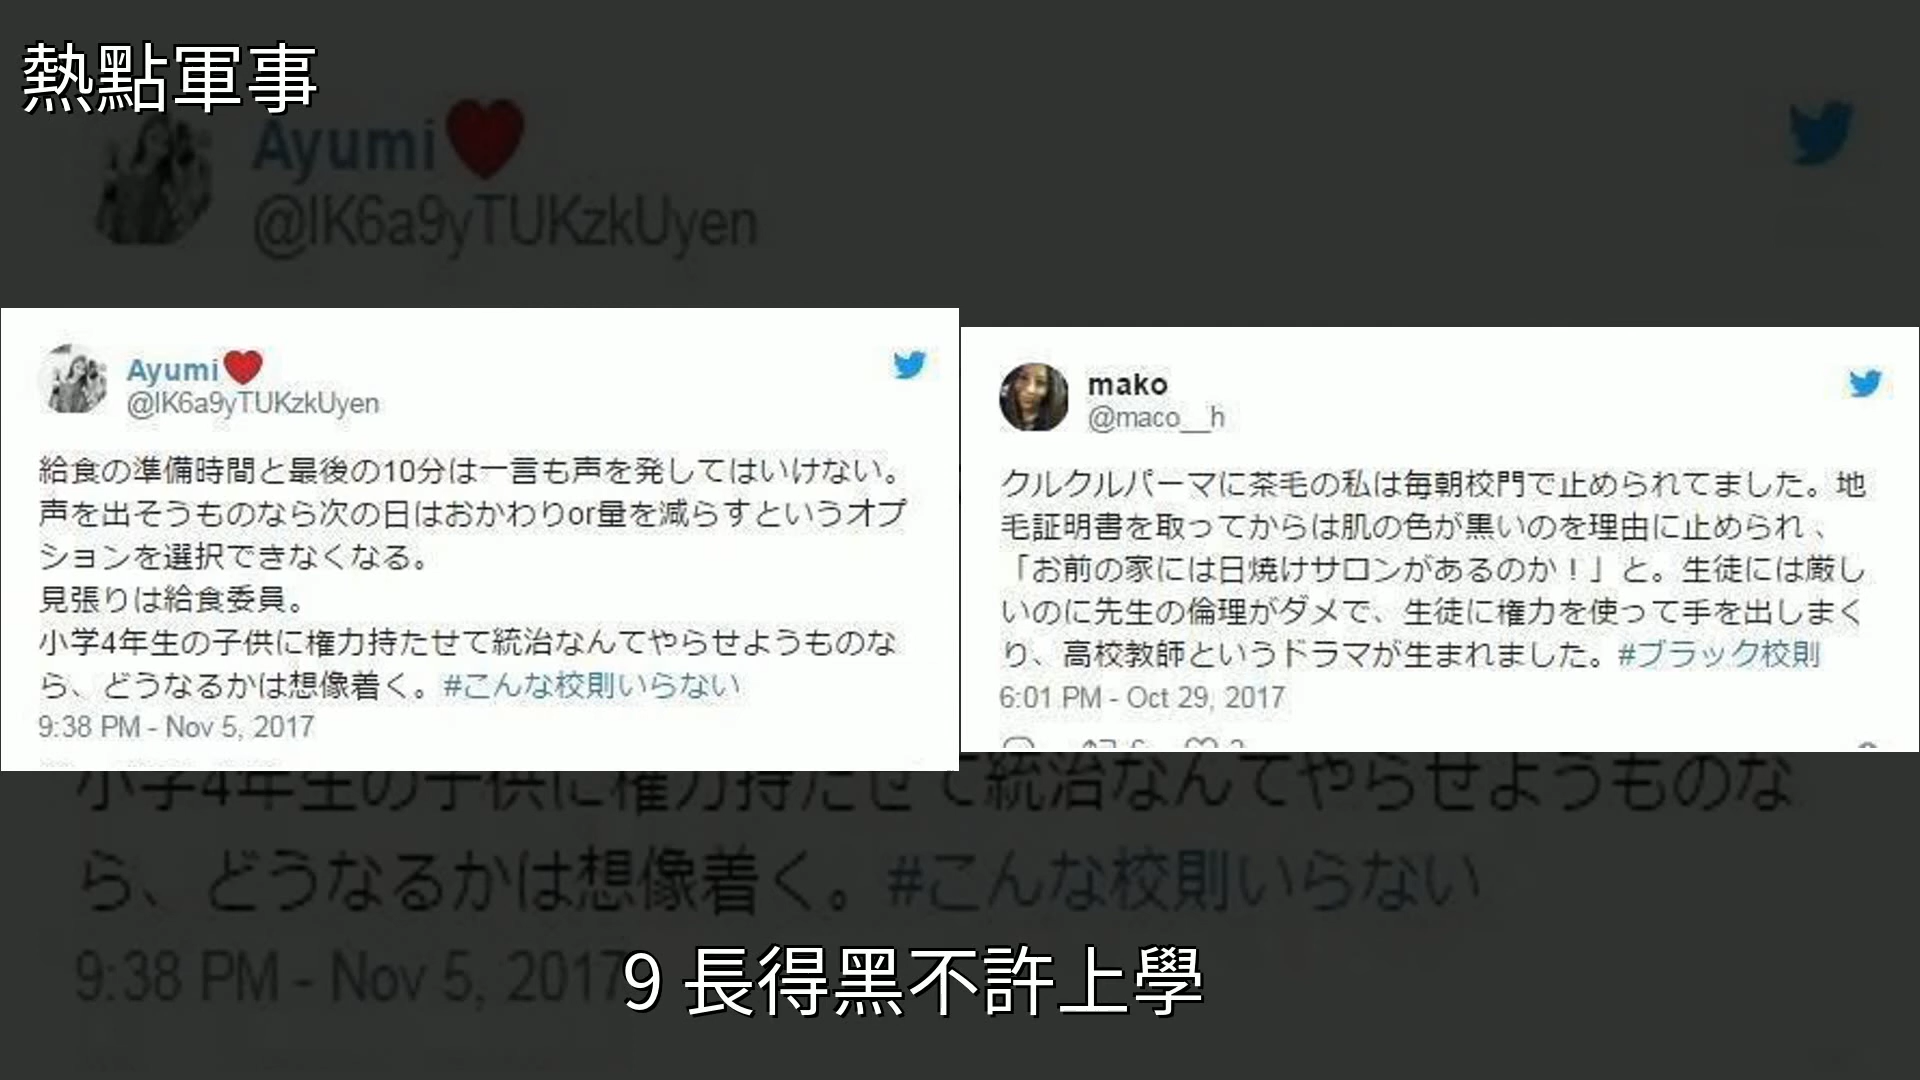 熱點軍事
Ayumi❤
@IK6a9yTUKzkUyen
Ayumi❤
@IK6a9yTUKzkUyen
給食の準備時間と最後の10分は一言も声を発してはいけない。
声を出そうものなら次の日はおかわりor量を減らすというオプ
ションを選択できなくなる。
見張りは給食委員。
小学4年生の子供に権力持たせて統治なんてやらせようものな
ら、どうなるかは想像着く。#こんな校則いらない
9:38 PM - Nov 5, 2017
mako
@maco__h
クルクルパーマに茶毛の私は毎朝校門で止められてました。地
毛証明書を取ってからは肌の色が黒いのを理由に止められ、
「お前の家には日焼けサロンがあるのか！」と。生徒には厳し
いのに先生の倫理がダメで、生徒に権力を使って手を出しまく
り、高校教師というドラマが生まれました。#ブラック校則
6:01 PM - Oct 29, 2017
小学4年生の子供に権力持たせて統治なんてやらせようものな
ら、どうなるかは想像着く。#こんな校則いらない
9:38 PM - Nov 5, 2017
9 長得黑不許上學